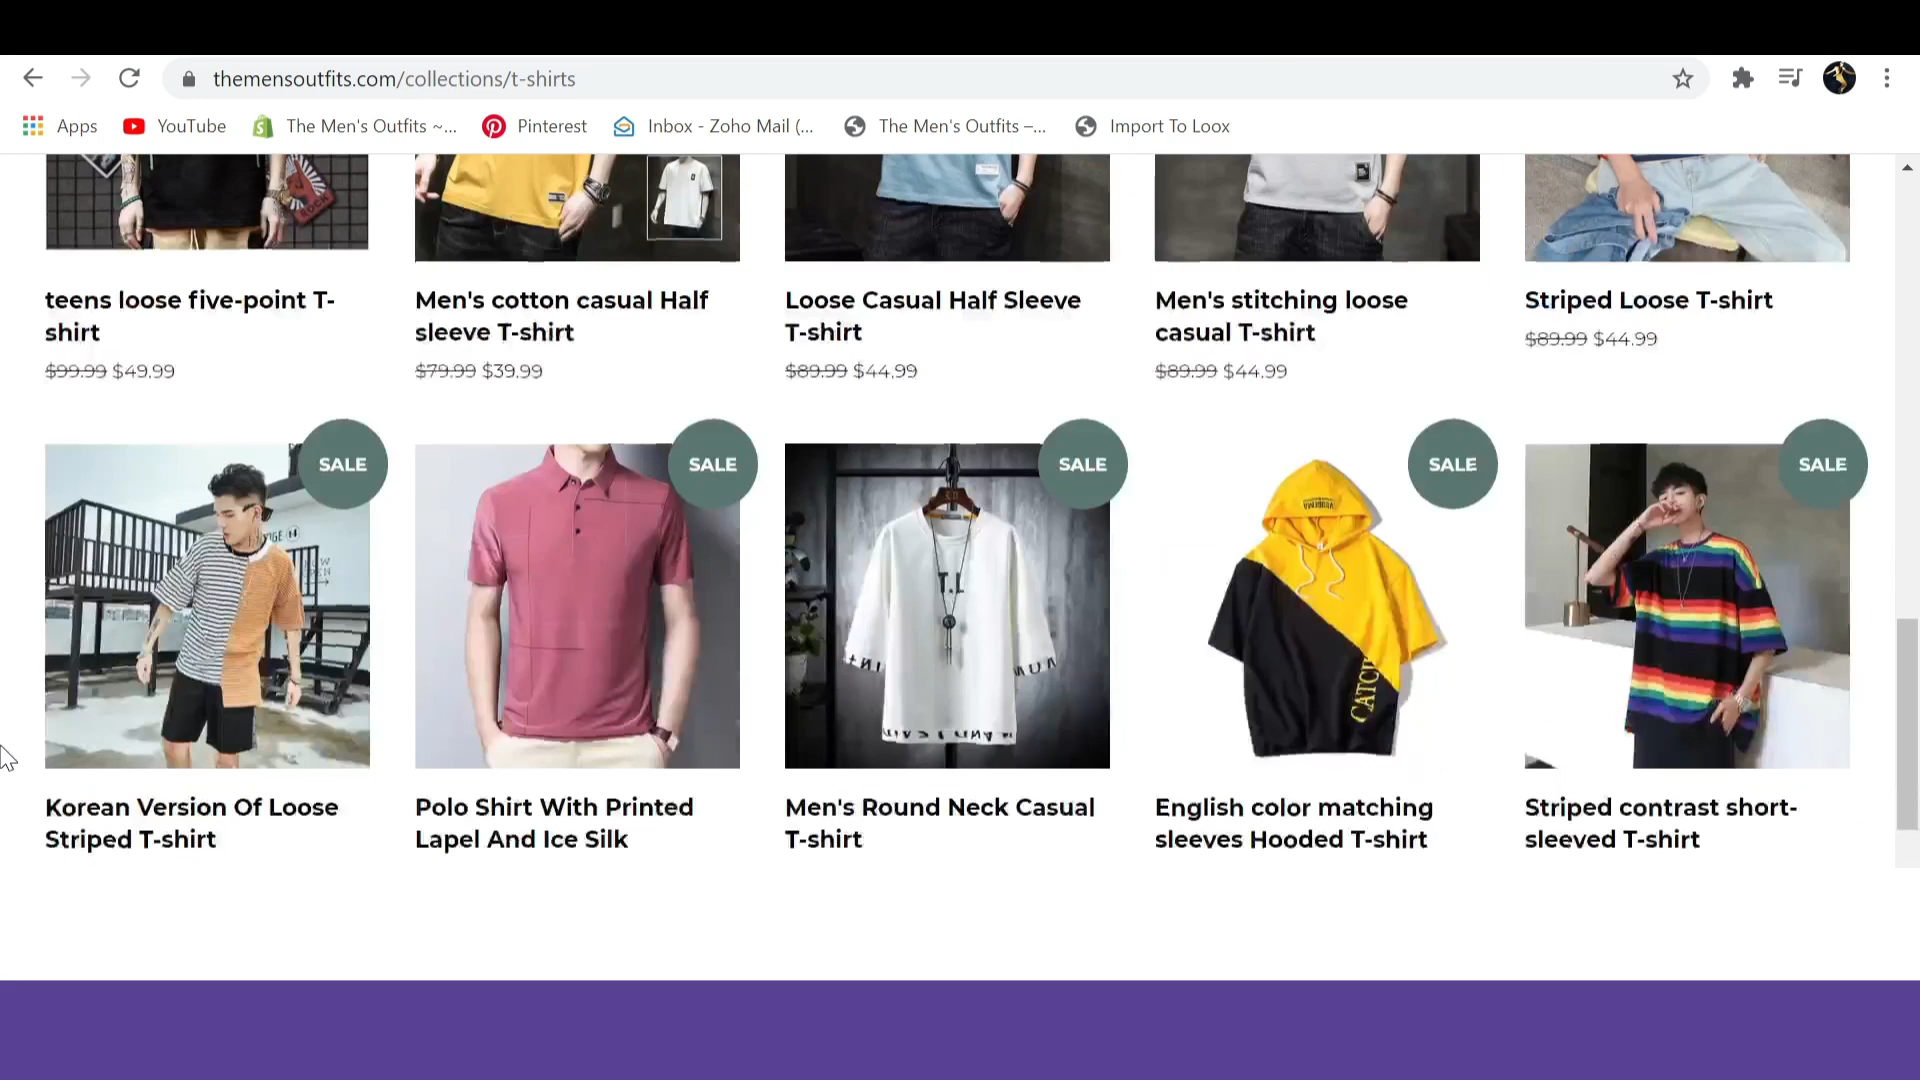 themensoutfits.com/collections/t-shirts
Apps YouTube The Men's Outfits ~... Pinterest Inbox - Zoho Mail (... The Men's Outfits –... Import To Loox
teens loose five-point T-
shirt
$99.99 $49.99
Men's cotton casual Half
sleeve T-shirt
$79.99 $39.99
Loose Casual Half Sleeve
T-shirt
$89.99 $44.99
Men's stitching loose
casual T-shirt
$89.99 $44.99
Striped Loose T-shirt
$89.99 $44.99
SALE
SALE
SALE
SALE
SALE
CATCH
Korean Version Of Loose
Striped T-shirt
Polo Shirt With Printed
Lapel And Ice Silk
Men's Round Neck Casual
T-shirt
English color matching
sleeves Hooded T-shirt
Striped contrast short-
sleeved T-shirt